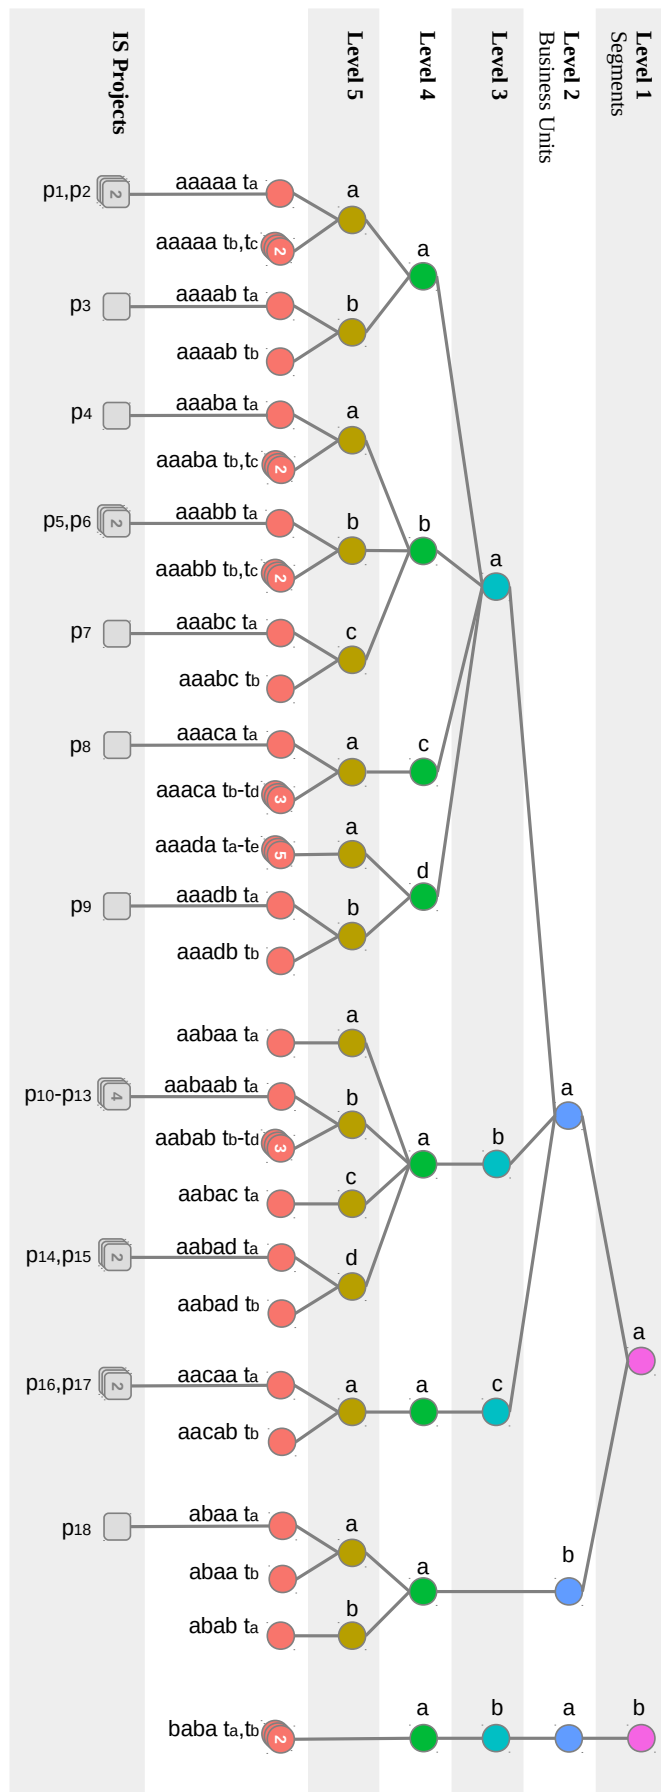 IS Projects
Level 5
Level 4
Level 3
Level 2
Business Units
Level 1
Segments
p1,p2
2
aaaaa ta
a
aaaaa tb,tc
2
a
p3
aaaab ta
b
aaaab tb
p4
aaaba ta
a
aaaba tb,tc
2
p5,p6
2
aaabb ta
b
b
aaabb tb,tc
2
a
p7
aaabc ta
c
aaabc tb
p8
aaaca ta
a
c
aaaca tb-td
3
aaada ta-te
5
a
d
p9
aaadb ta
b
aaadb tb
aabaa ta
a
p10-p13
4
aabaab ta
b
a
aabab tb-td
3
a
b
aabac ta
c
p14,p15
2
aabad ta
d
aabad tb
a
p16,p17
2
aacaa ta
a
a
c
aacab tb
p18
abaa ta
a
abaa tb
a
b
abab ta
b
baba ta,tb
2
a
b
a
b